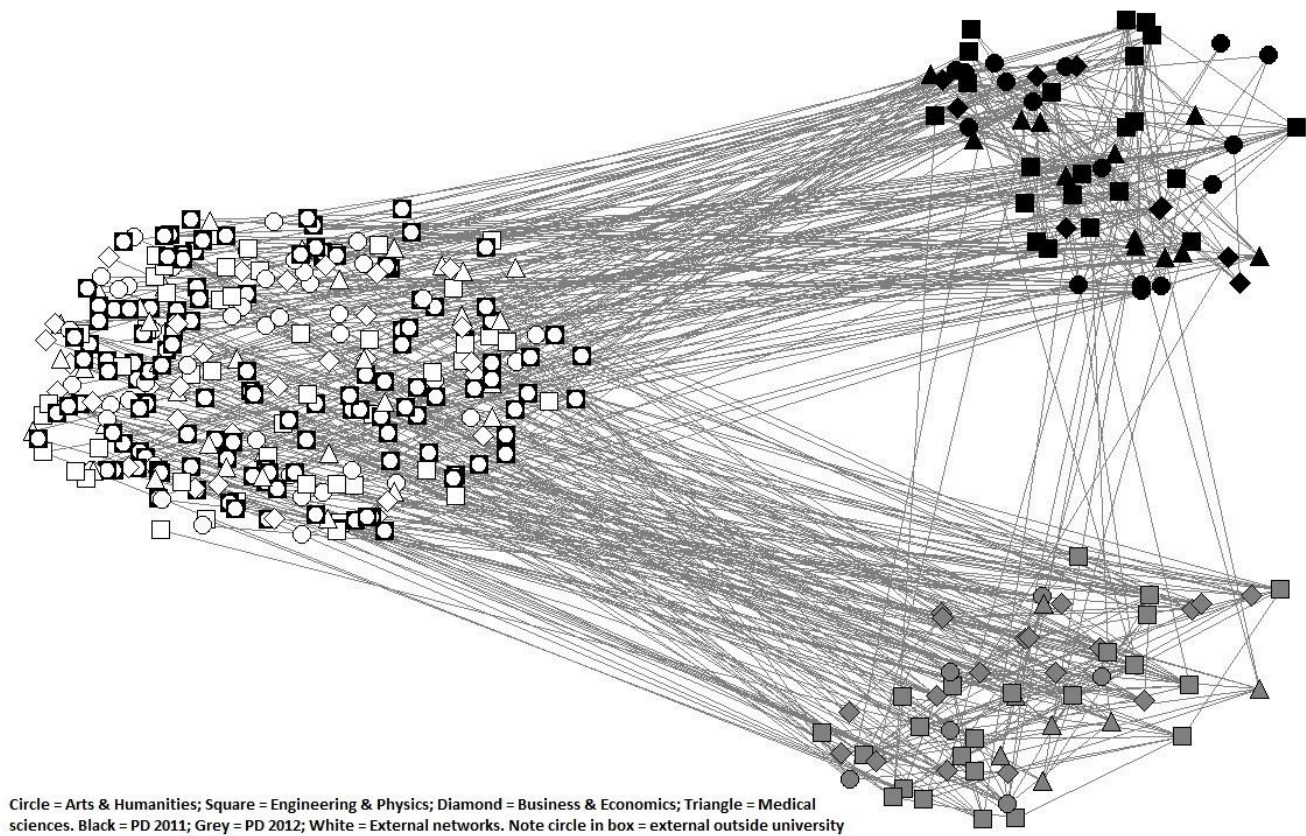 Circle = Arts & Humanities; Square = Engineering & Physics; Diamond = Business & Economics; Triangle = Medical
sciences. Black = PD 2011; Grey = PD 2012; White = External networks. Note circle in box = external outside university